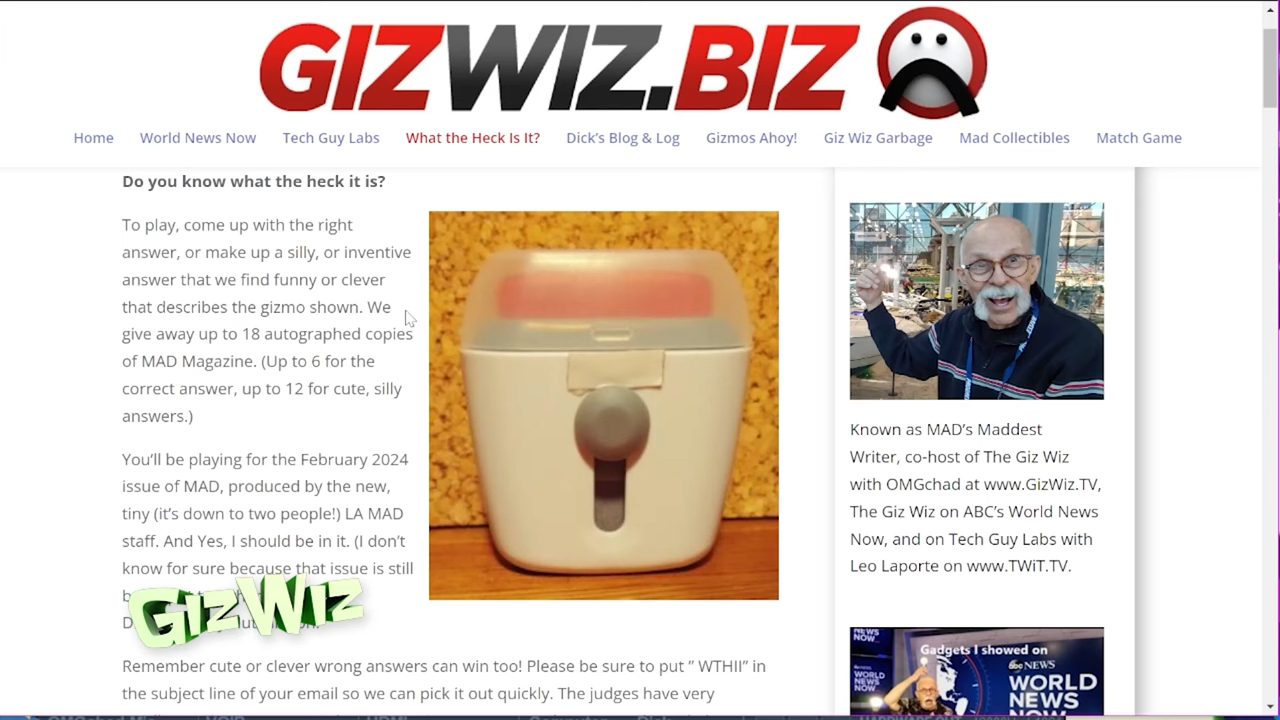 GIZWIZ.BIZ
Home World News Now Tech Guy Labs What the Heck Is It? Dick's Blog & Log Gizmos Ahoy! Giz Wiz Garbage Mad Collectibles Match Game
Do you know what the heck it is?
To play, come up with the right
answer, or make up a silly, or inventive
answer that we find funny or clever
that describes the gizmo shown. We
give away up to 18 autographed copies
of MAD Magazine. (Up to 6 for the
correct answer, up to 12 for cute, silly
answers.)
You'll be playing for the February 2024
issue of MAD, produced by the new,
tiny (it's down to two people!) LA MAD
staff. And Yes, I should be in it. (I don't
know for sure because that issue is still
GIZWIZ
Remember cute or clever wrong answers can win too! Please be sure to put " WTHII" in
the subject line of your email so we can pick it out quickly. The judges have very
Known as MAD's Maddest
Writer, co-host of The Giz Wiz
with OMGchad at www.GizWiz.TV,
The Giz Wiz on ABC's World News
Now, and on Tech Guy Labs with
Leo Laporte on www.TWiT.TV.
Gadgets I showed on
abc NEWS
WORLD
NEWS
NOW